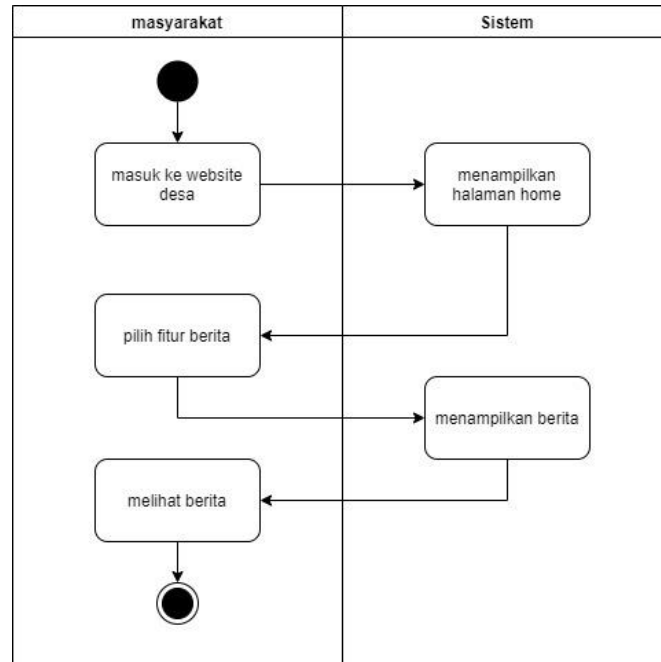 masyarakat
Sistem
masuk ke website
desa
menampilkan
halaman home
pilih fitur berita
menampilkan berita
melihat berita